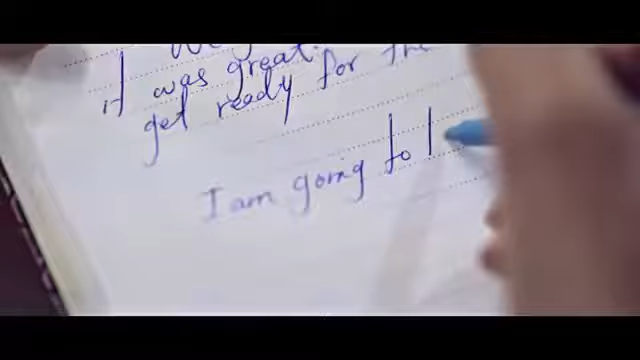 it was great.
get ready for the
I am going to